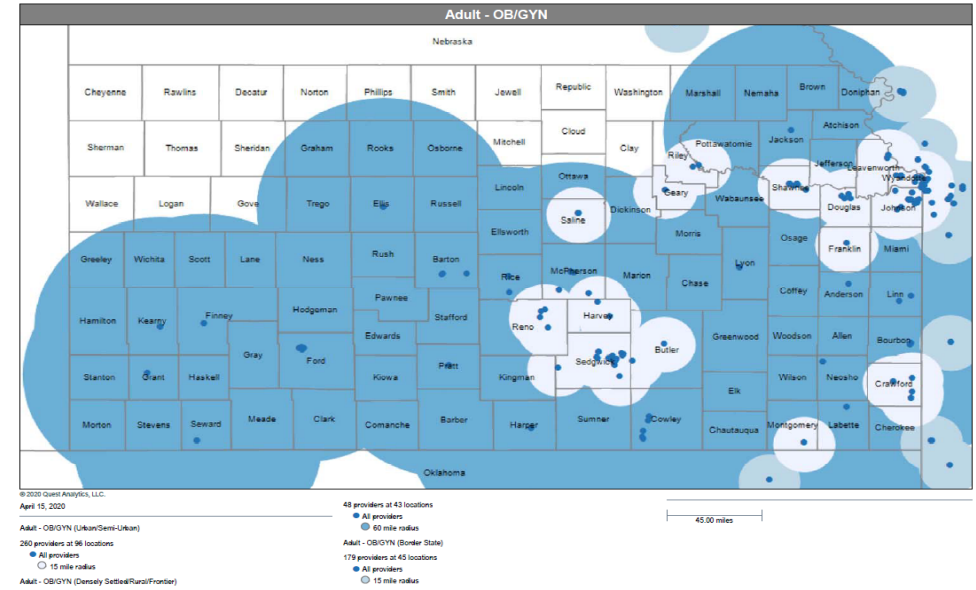 Adult - OB/GYN
Nebraska
Cheyenne Rawlins Decatur Norton Phillips Smith Jewell Republic Washington Marshall Nemaha Brown Doniphan
Cloud
Atchison
Sherman Thomas Sheridan Graham Rooks Osborne Mitchell Clay Riley Pottawatomie Jackson
Jefferson Leavenworth
Wyandotte
Ottawa
Lincoln
Wallace Logan Gove Trego Ellis Russell Dickinson Geary Wabaunsee Shawnee Douglas Johnson
Saline
Ellsworth Morris Osage Franklin Miami
Greeley Wichita Scott Lane Ness Rush Barton Rice McPherson Marion Chase Lyon
Coffey Anderson Linn
Hamilton Kearny Finney Hodgeman Pawnee Stafford Reno Harvey
Edwards Greenwood Woodson Allen Bourbon
Gray Ford Sedgwick Butler
Stanton Grant Haskell Kiowa Pratt Kingman Elk Wilson Neosho Crawford
Morton Stevens Seward Meade Clark Comanche Barber Harper Sumner Cowley Chautauqua Montgomery Labette Cherokee
Oklahoma
© 2020 Quest Analytics, LLC.
April 15, 2020
Adult - OB/GYN (Urban/Semi-Urban)
260 providers at 96 locations
All providers
15 mile radius
Adult - OB/GYN (Densely Settled/Rural/Frontier)
48 providers at 43 locations
All providers
60 mile radius
Adult - OB/GYN (Border State)
179 providers at 45 locations
All providers
15 mile radius
45.00 miles